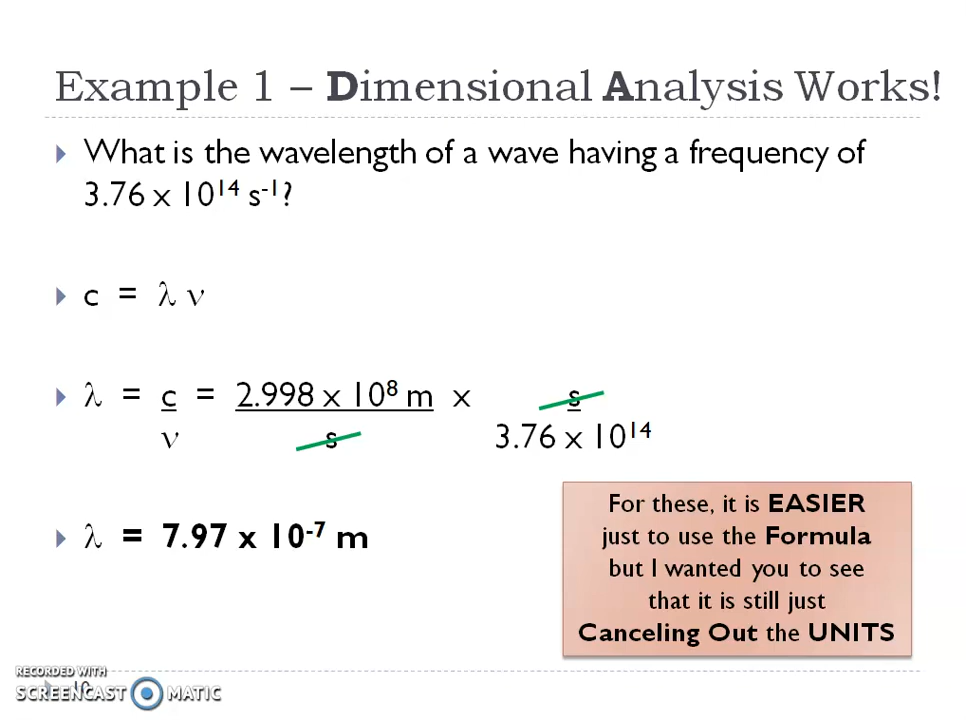 Example 1 – Dimensional Analysis Works!
What is the wavelength of a wave having a frequency of
3.76 x 10¹⁴ s⁻¹?
c = λ ν
λ = c = 2.998 x 10⁸ m x s
ν s 3.76 x 10¹⁴
λ = 7.97 x 10⁻⁷ m
For these, it is EASIER
just to use the Formula
but I wanted you to see
that it is still just
Canceling Out the UNITS
RECORDED WITH
SCREENCAST MATIC
10